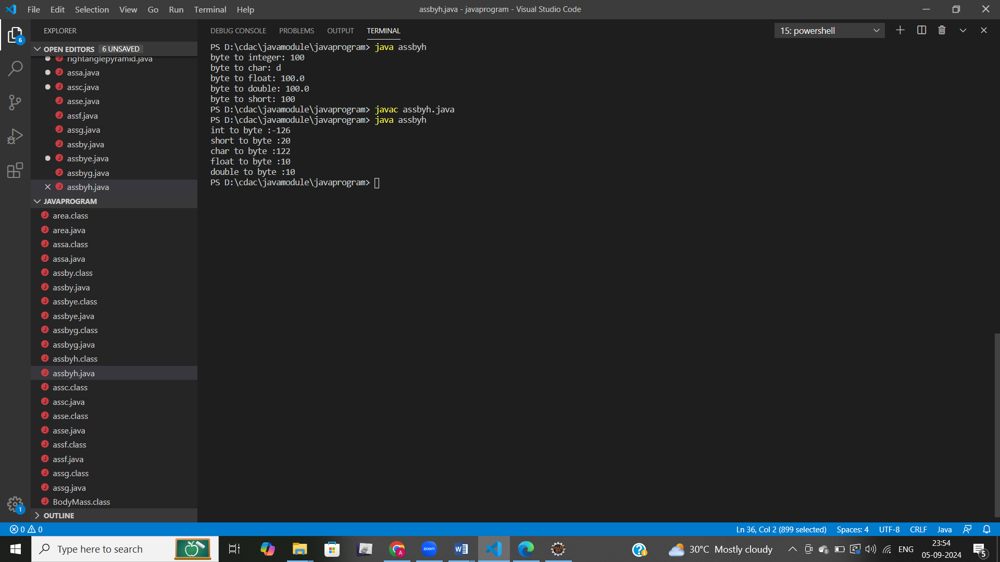 File Edit Selection View Go Run Terminal Help
assbyh.java - javaprogram - Visual Studio Code
EXPLORER
OPEN EDITORS 6 UNSAVED
rightanglepyramid.java
assa.java
assc.java
asse.java
assf.java
assg.java
assby.java
assbye.java
assbyg.java
assbyh.java
JAVAPROGRAM
area.class
area.java
assa.class
assa.java
assby.class
assby.java
assbye.class
assbye.java
assbyg.class
assbyg.java
assbyh.class
assbyh.java
assc.class
assc.java
asse.class
asse.java
assf.class
assf.java
assg.class
assg.java
BodyMass.class
OUTLINE
6
1
DEBUG CONSOLE PROBLEMS OUTPUT TERMINAL
15: powershell
PS D:\cdac\javamodule\javaprogram> java assbyh
byte to integer: 100
byte to char: d
byte to float: 100.0
byte to double: 100.0
byte to short: 100
PS D:\cdac\javamodule\javaprogram> javac assbyh.java
PS D:\cdac\javamodule\javaprogram> java assbyh
int to byte :-126
short to byte :20
char to byte :122
float to byte :10
double to byte :10
PS D:\cdac\javamodule\javaprogram>
0 0
Ln 36, Col 2 (899 selected) Spaces: 4 UTF-8 CRLF Java
Type here to search
A
zoom
30°C Mostly cloudy
ENG
23:54
05-09-2024
5